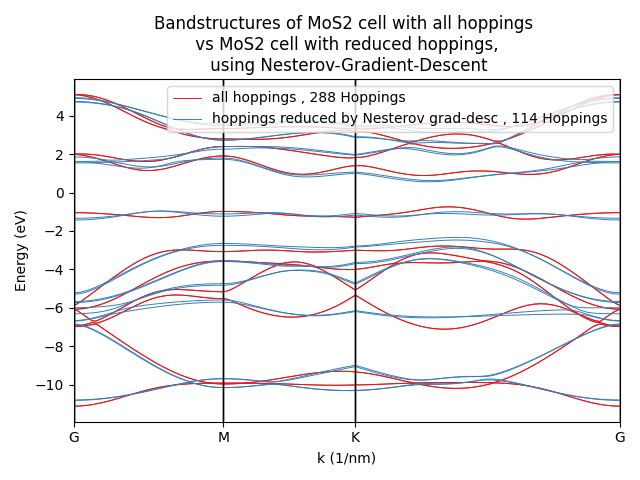 Bandstructures of MoS2 cell with all hoppings
vs MoS2 cell with reduced hoppings,
using Nesterov-Gradient-Descent
all hoppings , 288 Hoppings
hoppings reduced by Nesterov grad-desc , 114 Hoppings
Energy (eV)
4
2
0
−2
−4
−6
−8
−10
G
M
K
G
k (1/nm)